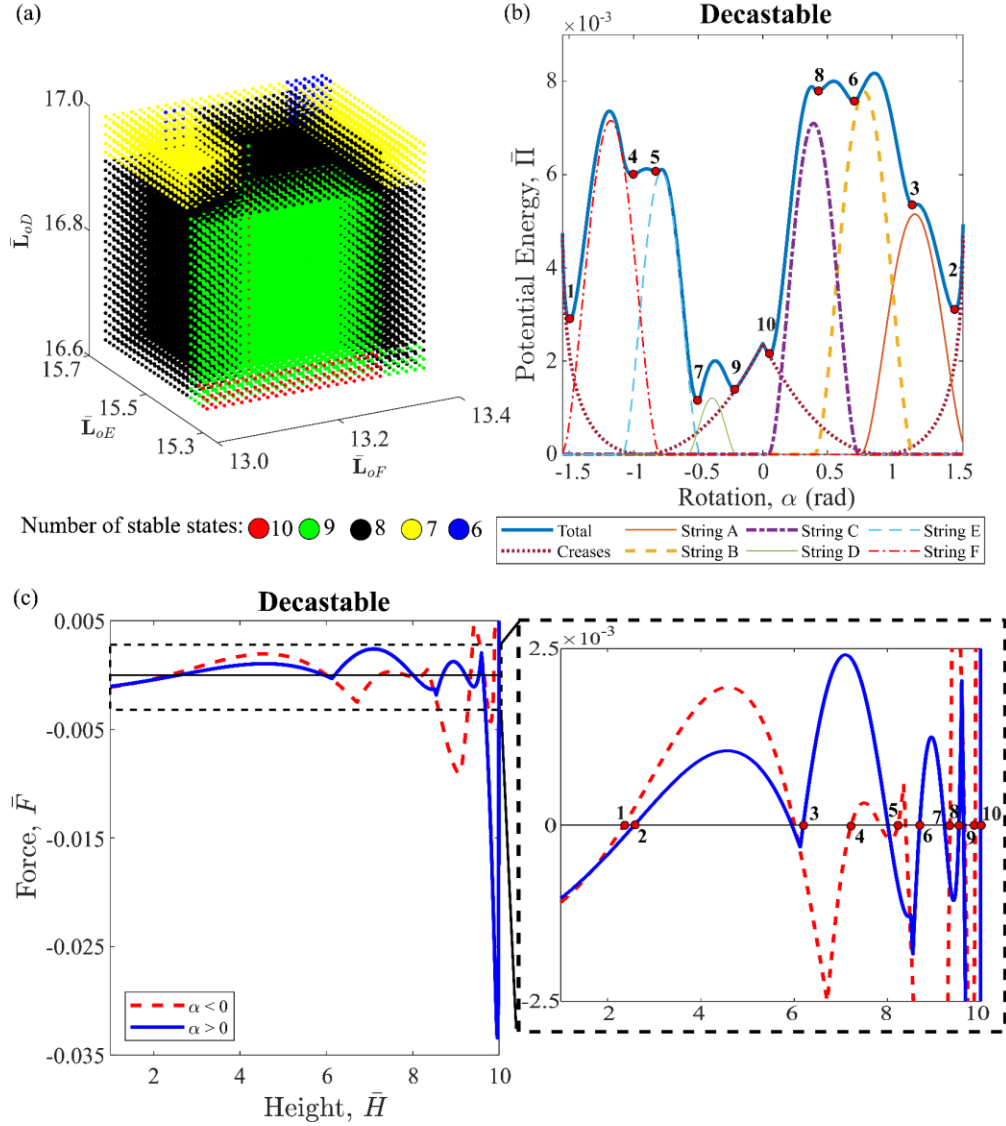 (a)
17.0
16.8
16.6
L̄oD
15.7
15.5
15.3
L̄oE
13.0
13.2
13.4
L̄oF
Number of stable states: 10 9 8 7 6
(b)
Decastable
×10⁻³
8
6
4
2
0
Potential Energy, Π̄
1 4 5 7 9 10 8 6 3 2
-1.5 -1 -0.5 0 0.5 1 1.5
Rotation, α (rad)
Total String A String C String E
Creases String B String D String F
(c)
Decastable
0.005
0
-0.005
-0.015
-0.025
-0.035
Force, F̄
α < 0
α > 0
2 4 6 8 10
Height, H̄
2.5
×10⁻³
0
-2.5
1 2 3 4 5 6 7 8 9 10
2 4 6 8 10